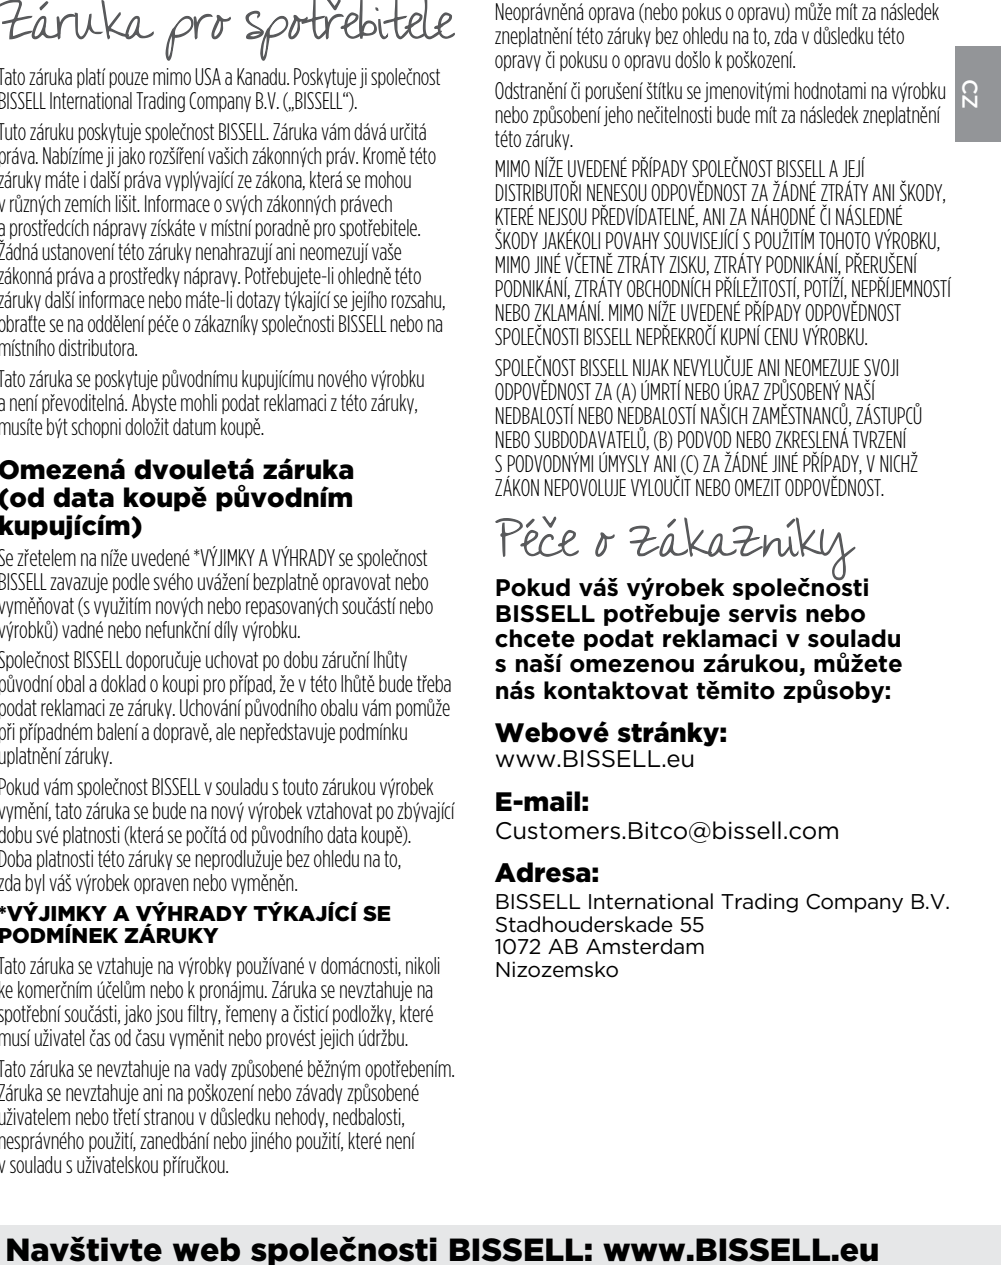 Záruka pro spotřebitele
Tato záruka platí pouze mimo USA a Kanadu. Poskytuje ji společnost
BISSELL International Trading Company B.V. („BISSELL“).
Tuto záruku poskytuje společnost BISSELL. Záruka vám dává určitá
práva. Nabízíme ji jako rozšíření vašich zákonných práv. Kromě této
záruky máte i další práva vyplývající ze zákona, která se mohou
v různých zemích lišit. Informace o svých zákonných právech
a prostředcích nápravy získáte v místní poradně pro spotřebitele.
Žádná ustanovení této záruky nenahrazují ani neomezují vaše
zákonná práva a prostředky nápravy. Potřebujete-li ohledně této
záruky další informace nebo máte-li dotazy týkající se jejího rozsahu,
obraťte se na oddělení péče o zákazníky společnosti BISSELL nebo na
místního distributora.
Tato záruka se poskytuje původnímu kupujícímu nového výrobku
a není převoditelná. Abyste mohli podat reklamaci z této záruky,
musíte být schopni doložit datum koupě.
Omezená dvouletá záruka
(od data koupě původním
kupujícím)
Se zřetelem na níže uvedené *VÝJIMKY A VÝHRADY se společnost
BISSELL zavazuje podle svého uvážení bezplatně opravovat nebo
vyměňovat (s využitím nových nebo repasovaných součástí nebo
výrobků) vadné nebo nefunkční díly výrobku.
Společnost BISSELL doporučuje uchovat po dobu záruční lhůty
původní obal a doklad o koupi pro případ, že v této lhůtě bude třeba
podat reklamaci ze záruky. Uchování původního obalu vám pomůže
při případném balení a dopravě, ale nepředstavuje podmínku
uplatnění záruky.
Pokud vám společnost BISSELL v souladu s touto zárukou výrobek
vymění, tato záruka se bude na nový výrobek vztahovat po zbývající
dobu své platnosti (která se počítá od původního data koupě).
Doba platnosti této záruky se neprodlužuje bez ohledu na to,
zda byl váš výrobek opraven nebo vyměněn.
*VÝJIMKY A VÝHRADY TÝKAJÍCÍ SE
PODMÍNEK ZÁRUKY
Tato záruka se vztahuje na výrobky používané v domácnosti, nikoli
ke komerčním účelům nebo k pronájmu. Záruka se nevztahuje na
spotřební součásti, jako jsou filtry, řemeny a čisticí podložky, které
musí uživatel čas od času vyměnit nebo provést jejich údržbu.
Tato záruka se nevztahuje na vady způsobené běžným opotřebením.
Záruka se nevztahuje ani na poškození nebo závady způsobené
uživatelem nebo třetí stranou v důsledku nehody, nedbalosti,
nesprávného použití, zanedbání nebo jiného použití, které není
v souladu s uživatelskou příručkou.
Neoprávněná oprava (nebo pokus o opravu) může mít za následek
zneplatnění této záruky bez ohledu na to, zda v důsledku této
opravy či pokusu o opravu došlo k poškození.
Odstranění či porušení štítku se jmenovitými hodnotami na výrobku
nebo způsobení jeho nečitelnosti bude mít za následek zneplatnění
této záruky.
MIMO NÍŽE UVEDENÉ PŘÍPADY SPOLEČNOST BISSELL A JEJÍ
DISTRIBUTOŘI NENESOU ODPOVĚDNOST ZA ŽÁDNÉ ZTRÁTY ANI ŠKODY,
KTERÉ NEJSOU PŘEDVÍDATELNÉ, ANI ZA NÁHODNÉ ČI NÁSLEDNÉ
ŠKODY JAKÉKOLI POVAHY SOUVISEJÍCÍ S POUŽITÍM TOHOTO VÝROBKU,
MIMO JINÉ VČETNĚ ZTRÁTY ZISKU, ZTRÁTY PODNIKÁNÍ, PŘERUŠENÍ
PODNIKÁNÍ, ZTRÁTY OBCHODNÍCH PŘÍLEŽITOSTÍ, POTÍŽÍ, NEPŘÍJEMNOSTÍ
NEBO ZKLAMÁNÍ. MIMO NÍŽE UVEDENÉ PŘÍPADY ODPOVĚDNOST
SPOLEČNOSTI BISSELL NEPŘEKROČÍ KUPNÍ CENU VÝROBKU.
SPOLEČNOST BISSELL NIJAK NEVYLUČUJE ANI NEOMEZUJE SVOJI
ODPOVĚDNOST ZA (A) ÚMRTÍ NEBO ÚRAZ ZPŮSOBENÝ NAŠÍ
NEDBALOSTÍ NEBO NEDBALOSTÍ NAŠICH ZAMĚSTNANCŮ, ZÁSTUPCŮ
NEBO SUBDODAVATELŮ, (B) PODVOD NEBO ZKRESLENÁ TVRZENÍ
S PODVODNÝMI ÚMYSLY ANI (C) ZA ŽÁDNÉ JINÉ PŘÍPADY, V NICHŽ
ZÁKON NEPOVOLUJE VYLOUČIT NEBO OMEZIT ODPOVĚDNOST.
Péče o zákazníky
Pokud váš výrobek společnosti
BISSELL potřebuje servis nebo
chcete podat reklamaci v souladu
s naší omezenou zárukou, můžete
nás kontaktovat těmito způsoby:
Webové stránky:
www.BISSELL.eu
E-mail:
Customers.Bitco@bissell.com
Adresa:
BISSELL International Trading Company B.V.
Stadhouderskade 55
1072 AB Amsterdam
Nizozemsko
CZ
Navštivte web společnosti BISSELL: www.BISSELL.eu